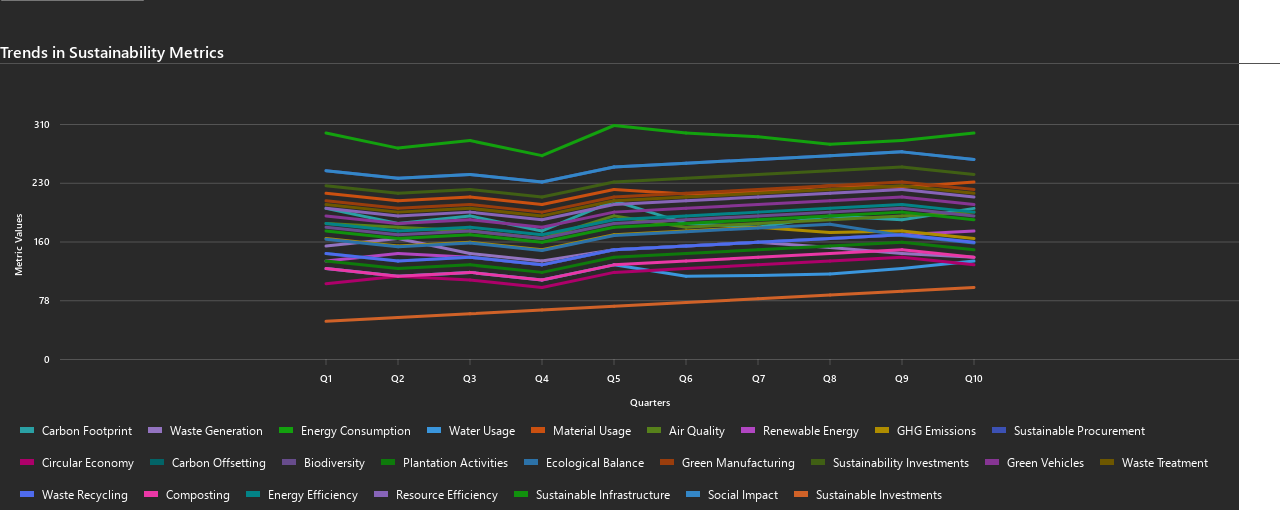 Trends in Sustainability Metrics
310
230
160
78
0
Metric Values
Q1 Q2 Q3 Q4 Q5 Q6 Q7 Q8 Q9 Q10
Quarters
Carbon Footprint Waste Generation Energy Consumption Water Usage Material Usage Air Quality Renewable Energy GHG Emissions Sustainable Procurement
Circular Economy Carbon Offsetting Biodiversity Plantation Activities Ecological Balance Green Manufacturing Sustainability Investments Green Vehicles Waste Treatment
Waste Recycling Composting Energy Efficiency Resource Efficiency Sustainable Infrastructure Social Impact Sustainable Investments